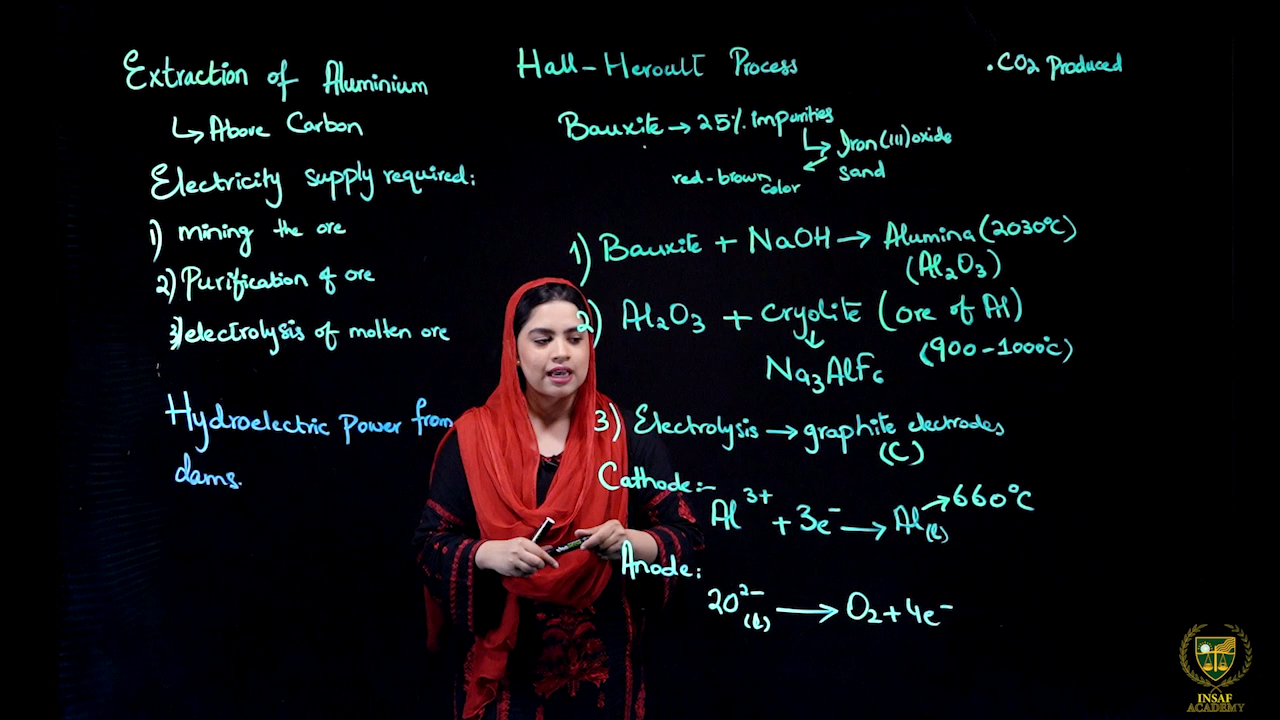 Extraction of Aluminium
↳ Above Carbon
Electricity supply required:
1) mining the ore
2) Purification of ore
3) electrolysis of molten ore
Hydroelectric Power from
dams.
Hall-Heroult Process
Bauxite → 25% impurities
↳ Iron(III)oxide
sand
red-brown
color
1) Bauxite + NaOH → Alumina (2030°C)
(Al₂O₃)
2) Al₂O₃ + cryolite (ore of Al)
↓
Na₃AlF₆
(900-1000°C)
3) Electrolysis → graphite electrodes
(C)
Cathode:-
Al³⁺ + 3e⁻ → Al(l) → 660°C
Anode:
2O²⁻(l) → O₂ + 4e⁻
. CO₂ Produced
INSAF
ACADEMY